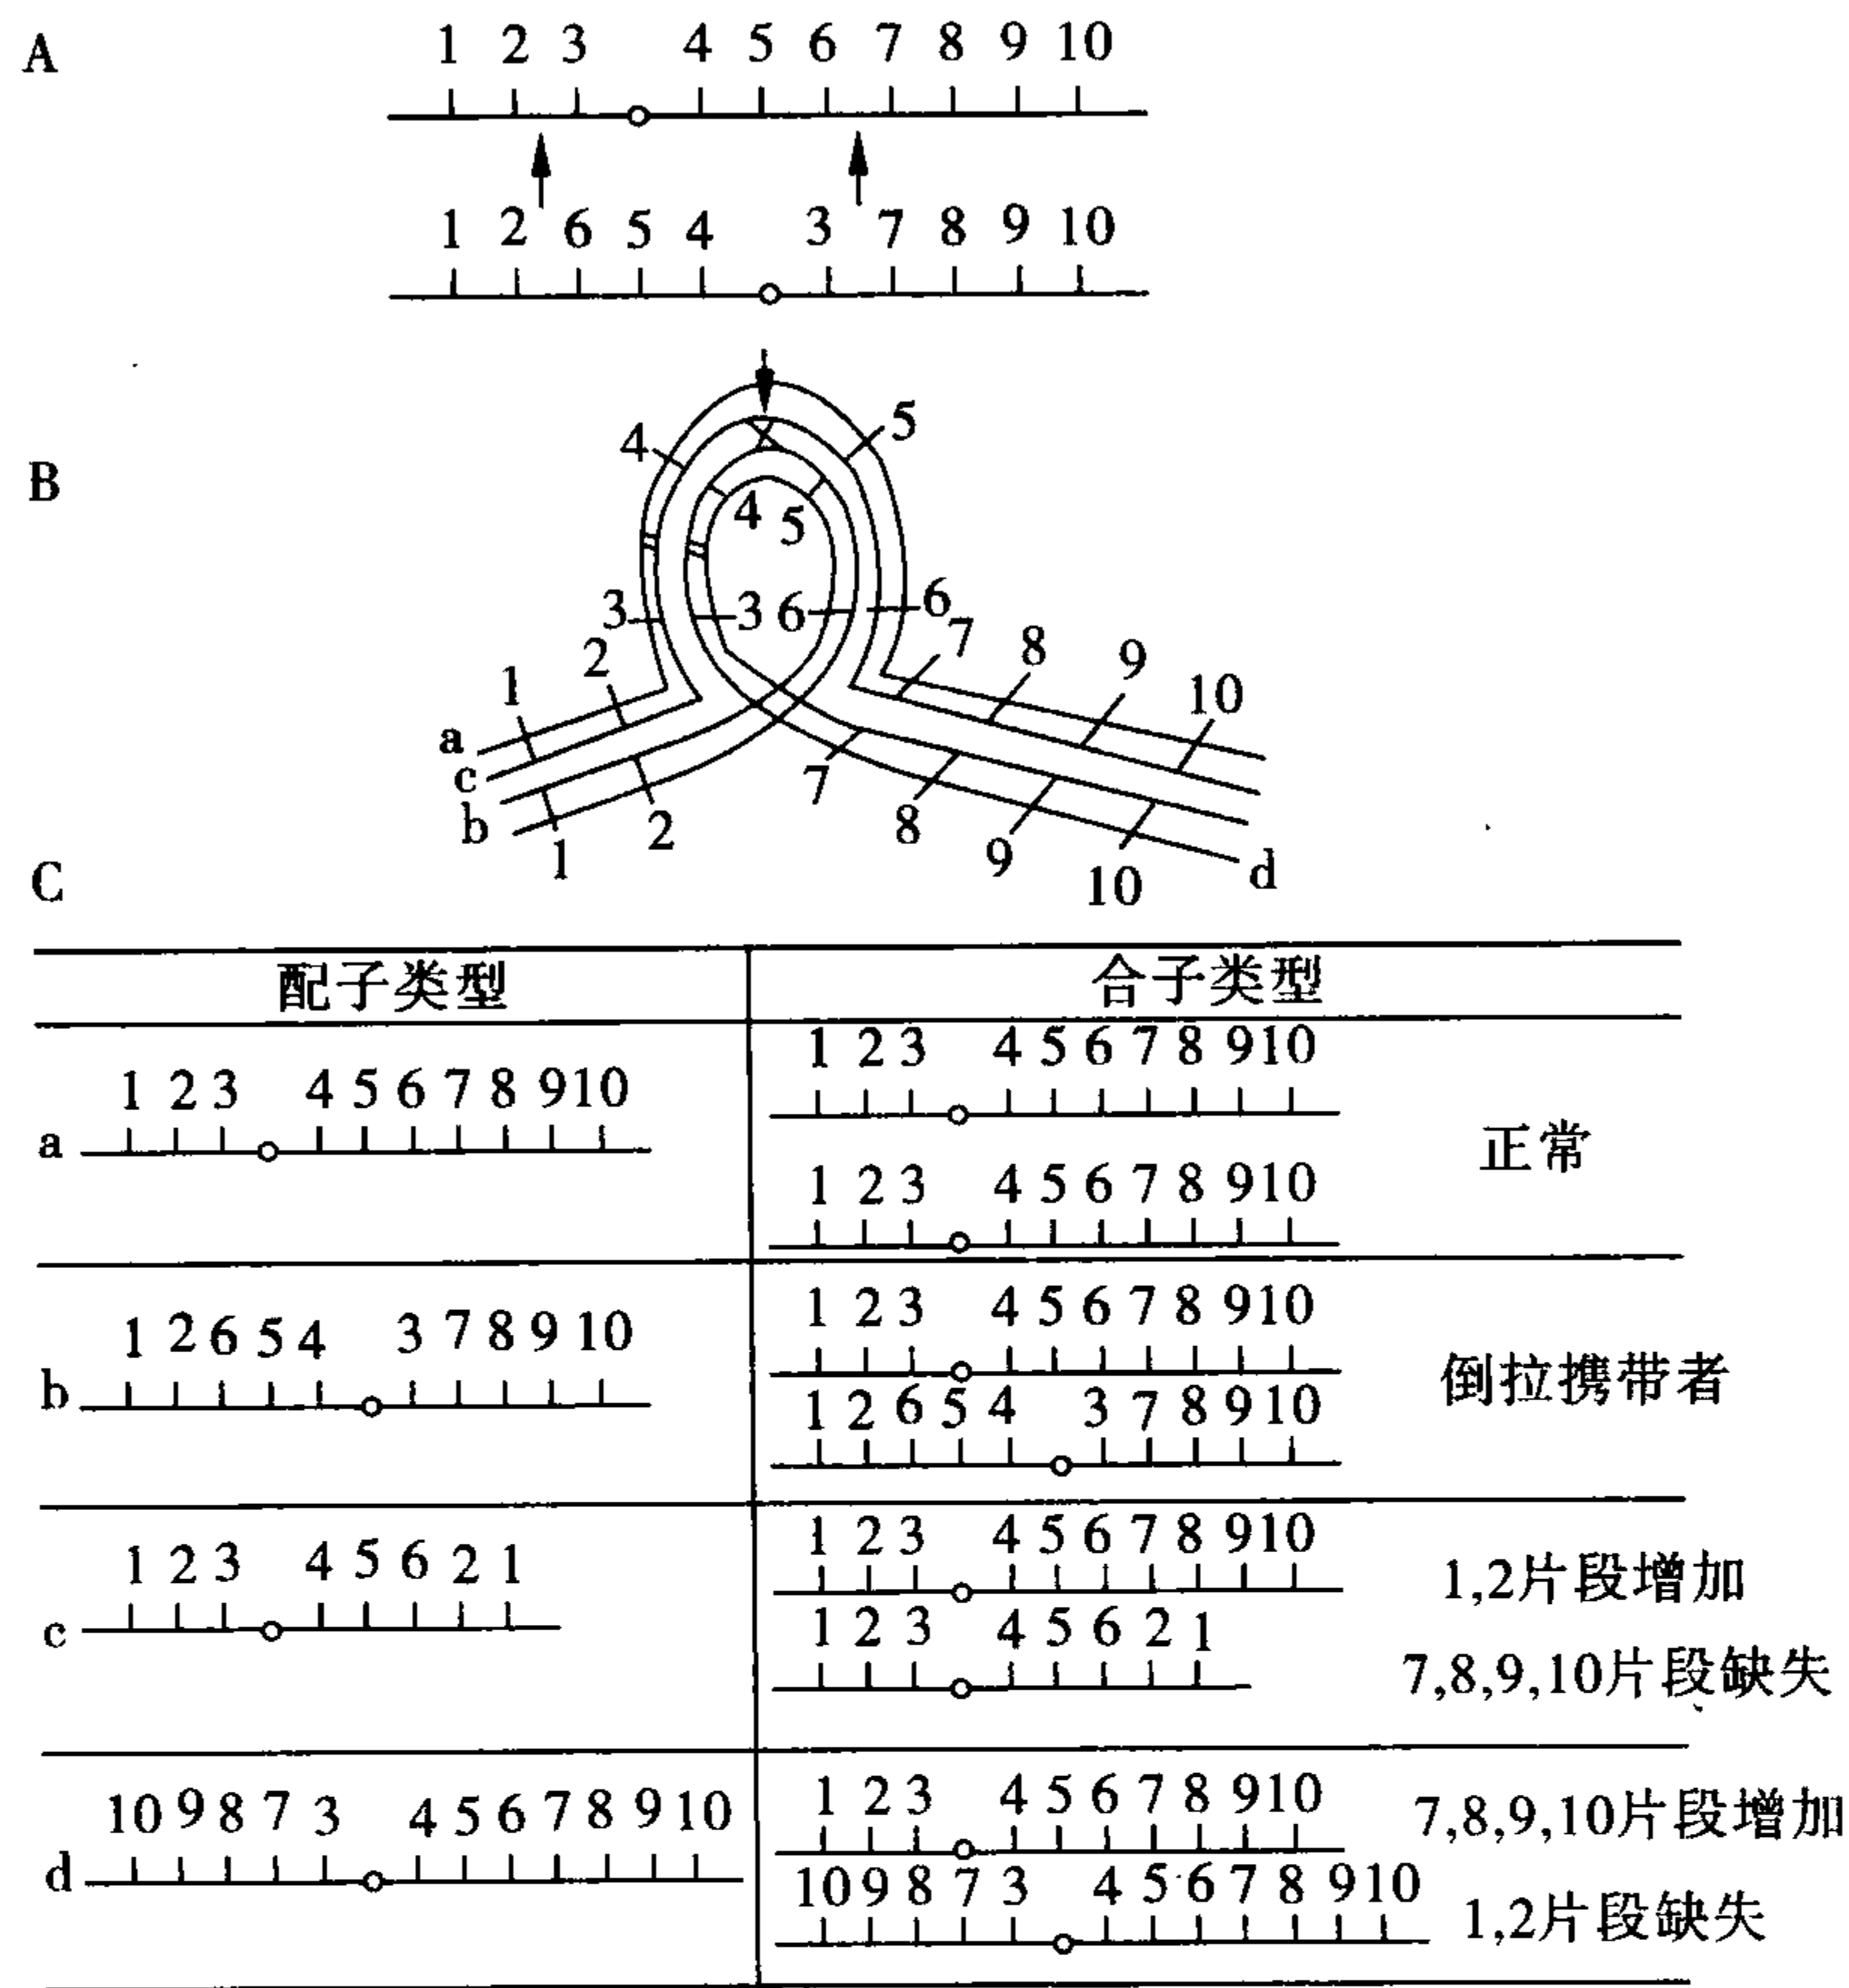 A
1 2 3 4 5 6 7 8 9 10
1 2 6 5 4 3 7 8 9 10
B
4 5
4 5
3 3 6 6
1 2 7 8 9 10
a
c
b
1 2 7 8 9 10
d
C
配子类型 合子类型
a 1 2 3 4 5 6 7 8 9 10
1 2 3 4 5 6 7 8 9 10
1 2 3 4 5 6 7 8 9 10
正常
b 1 2 6 5 4 3 7 8 9 10
1 2 3 4 5 6 7 8 9 10
1 2 6 5 4 3 7 8 9 10
倒拉携带者
c 1 2 3 4 5 6 2 1
1 2 3 4 5 6 7 8 9 10
1 2 3 4 5 6 2 1
1,2片段增加
7,8,9,10片段缺失
d 10 9 8 7 3 4 5 6 7 8 9 10
1 2 3 4 5 6 7 8 9 10
10 9 8 7 3 4 5 6 7 8 9 10
7,8,9,10片段增加
1,2片段缺失